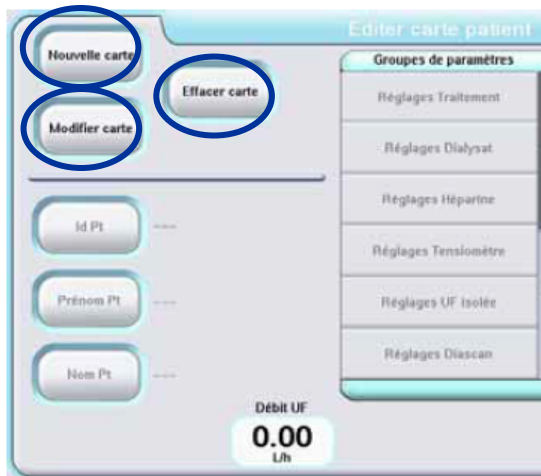 Editer carte patient
Nouvelle carte
Effacer carte
Modifier carte
Groupes de paramètres
Réglages Traitement
Réglages Dialysat
Réglages Héparine
Réglages Tensiomètre
Réglages UF Isolée
Réglages Diascan
Id Pt ---
Prénom Pt ---
Nom Pt ---
Débit UF
0.00
L/h